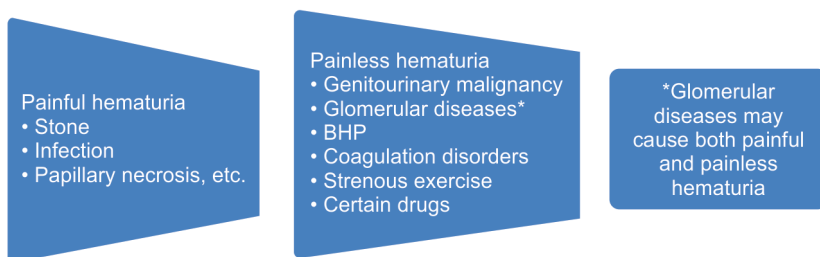 Painful hematuria
• Stone
• Infection
• Papillary necrosis, etc.
Painless hematuria
• Genitourinary malignancy
• Glomerular diseases*
• BHP
• Coagulation disorders
• Strenous exercise
• Certain drugs
*Glomerular
diseases may
cause both painful
and painless
hematuria